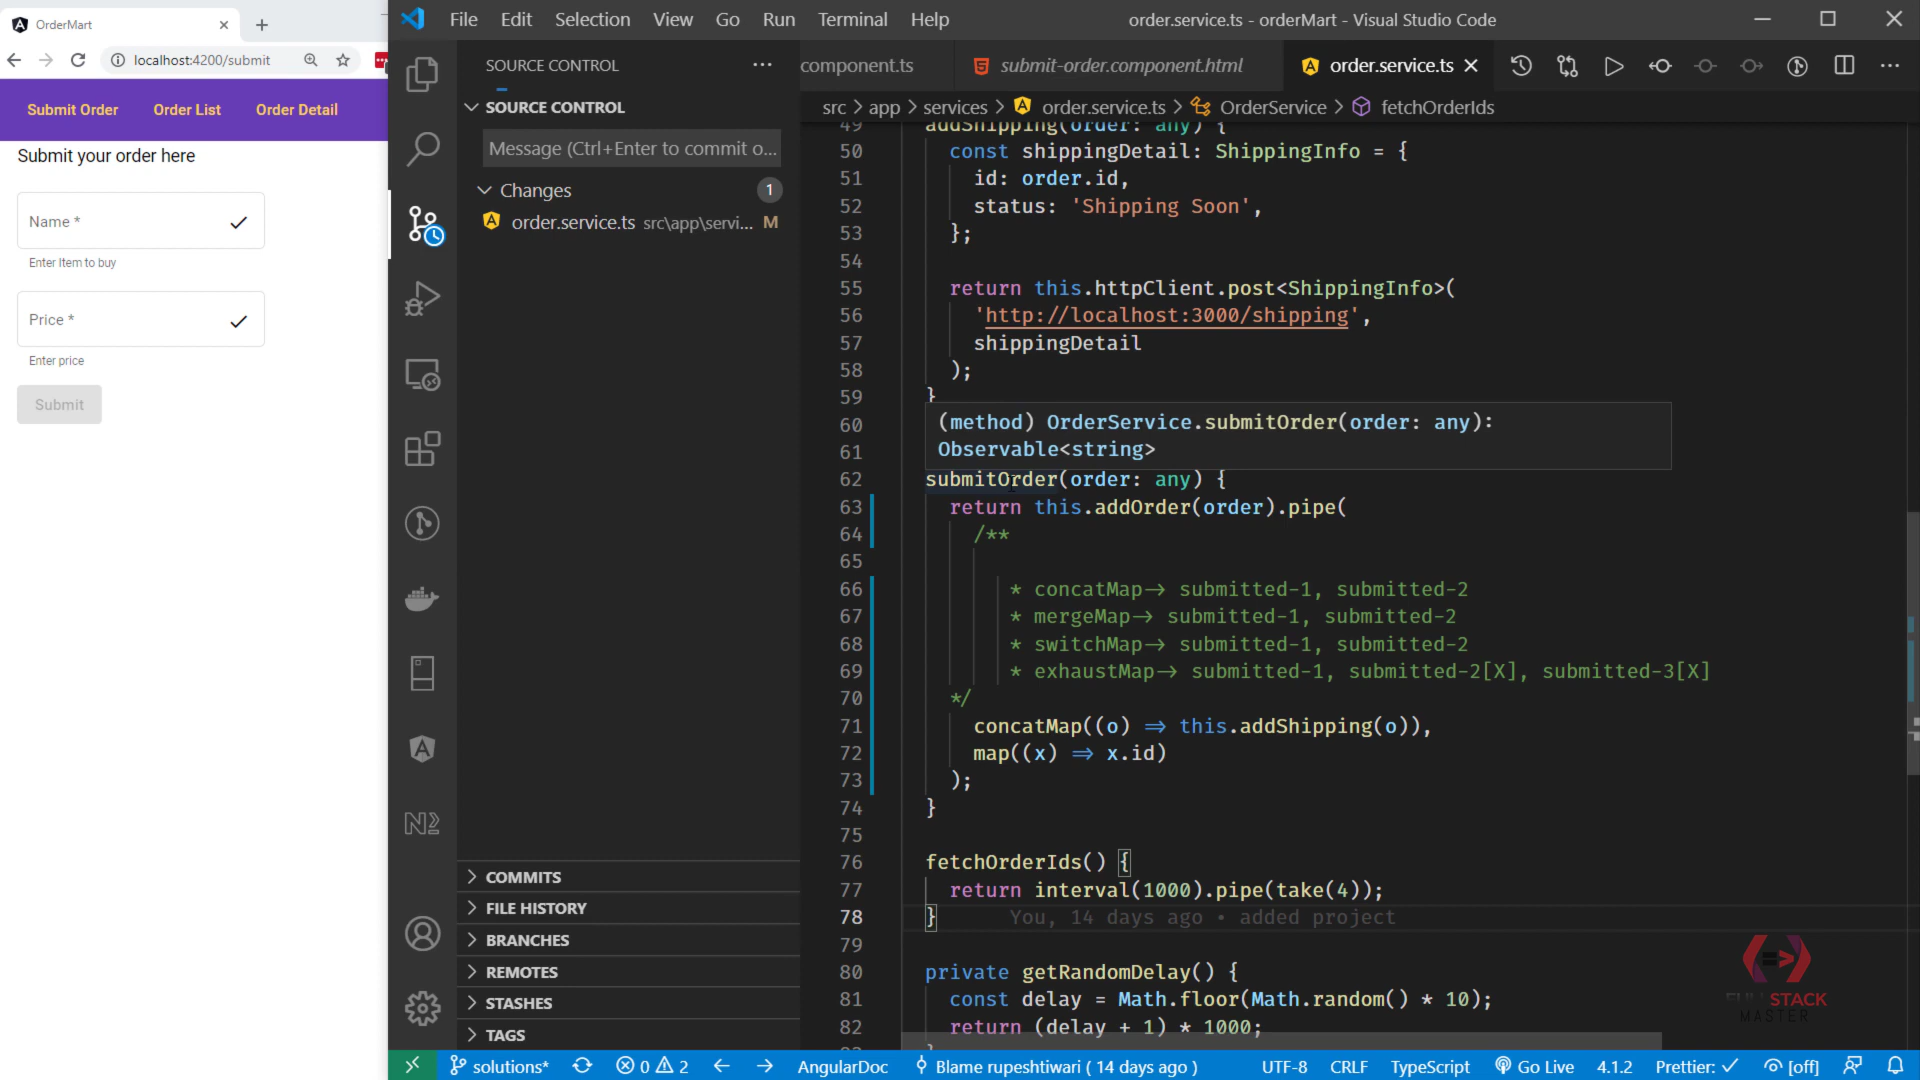 OrderMart
localhost:4200/submit
Submit Order
Order List
Order Detail
Submit your order here
Name *
Enter Item to buy
Price *
Enter price
Submit
File Edit Selection View Go Run Terminal Help
order.service.ts - orderMart - Visual Studio Code
SOURCE CONTROL
SOURCE CONTROL
Message (Ctrl+Enter to commit o...
Changes 1
order.service.ts src\app\servi... M
COMMITS
FILE HISTORY
BRANCHES
REMOTES
STASHES
TAGS
component.ts
submit-order.component.html
order.service.ts
src > app > services > order.service.ts > OrderService > fetchOrderIds
49 addShipping(order: any) {
50 const shippingDetail: ShippingInfo = {
51 id: order.id,
52 status: 'Shipping Soon',
53 };
54
55 return this.httpClient.post<ShippingInfo>(
56 'http://localhost:3000/shipping',
57 shippingDetail
58 );
59 }
60
(method) OrderService.submitOrder(order: any):
61
Observable<string>
62 submitOrder(order: any) {
63 return this.addOrder(order).pipe(
64 /**
65
66 * concatMap→ submitted-1, submitted-2
67 * mergeMap→ submitted-1, submitted-2
68 * switchMap→ submitted-1, submitted-2
69 * exhaustMap→ submitted-1, submitted-2[X], submitted-3[X]
70 */
71 concatMap((o) ⇒ this.addShipping(o)),
72 map((x) ⇒ x.id)
73 );
74 }
75
76 fetchOrderIds() {
77 return interval(1000).pipe(take(4));
78 } You, 14 days ago • added project
79
80 private getRandomDelay() {
81 const delay = Math.floor(Math.random() * 10);
82 return (delay + 1) * 1000;
FULL STACK
MASTER
solutions* 0 2 AngularDoc Blame rupeshtiwari ( 14 days ago ) UTF-8 CRLF TypeScript Go Live 4.1.2 Prettier: ✓ [off]